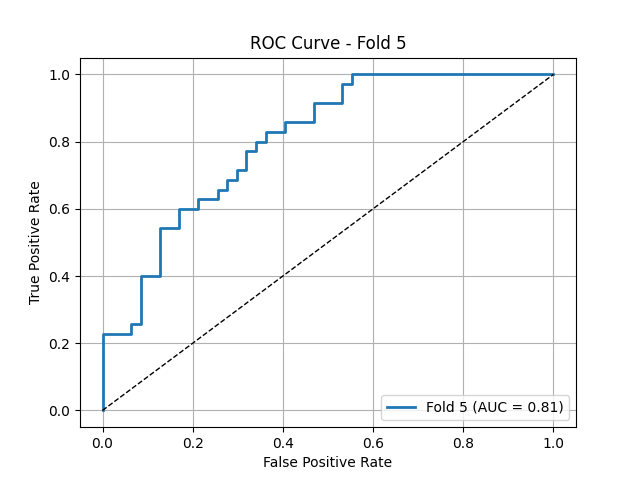 ROC Curve - Fold 5
True Positive Rate
1.0
0.8
0.6
0.4
0.2
0.0
Fold 5 (AUC = 0.81)
0.0 0.2 0.4 0.6 0.8 1.0
False Positive Rate